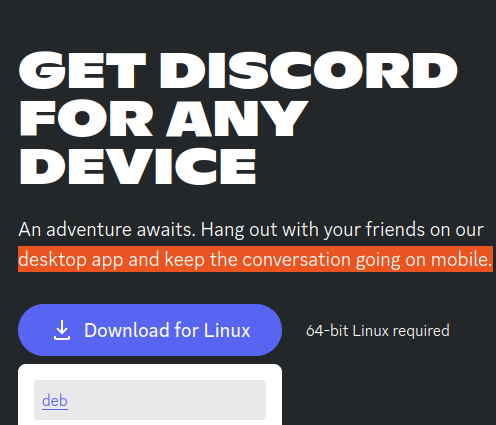 GET DISCORD
FOR ANY
DEVICE
An adventure awaits. Hang out with your friends on our
desktop app and keep the conversation going on mobile.
Download for Linux
64-bit Linux required
deb